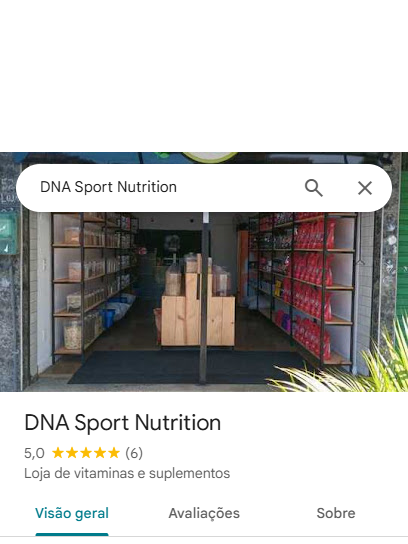 DNA Sport Nutrition
DNA Sport Nutrition
5,0 (6)
Loja de vitaminas e suplementos
Visão geral Avaliações Sobre